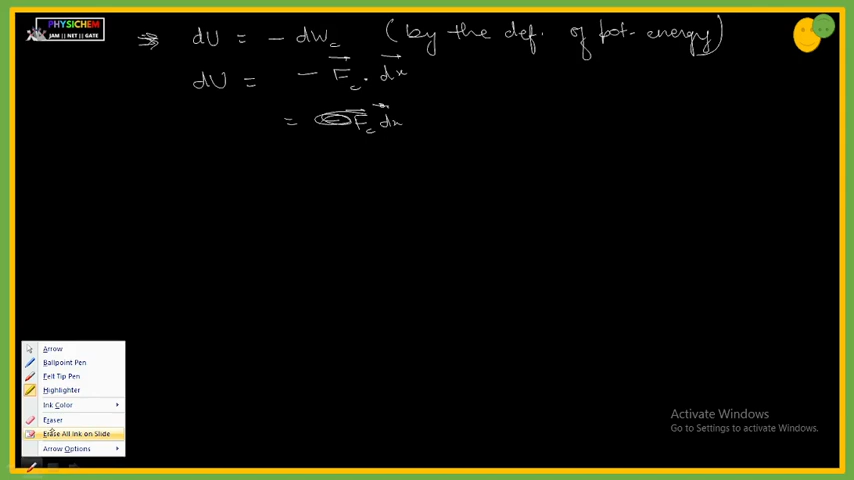 PHYSICHEM
JAM || NET || GATE
⇒ dU = - dW_c (by the def. of pot. energy)
dU = - F_c · dx
= F_c dx
Arrow
Ballpoint Pen
Felt Tip Pen
Highlighter
Ink Color
Eraser
Erase All Ink on Slide
Arrow Options
Activate Windows
Go to Settings to activate Windows.